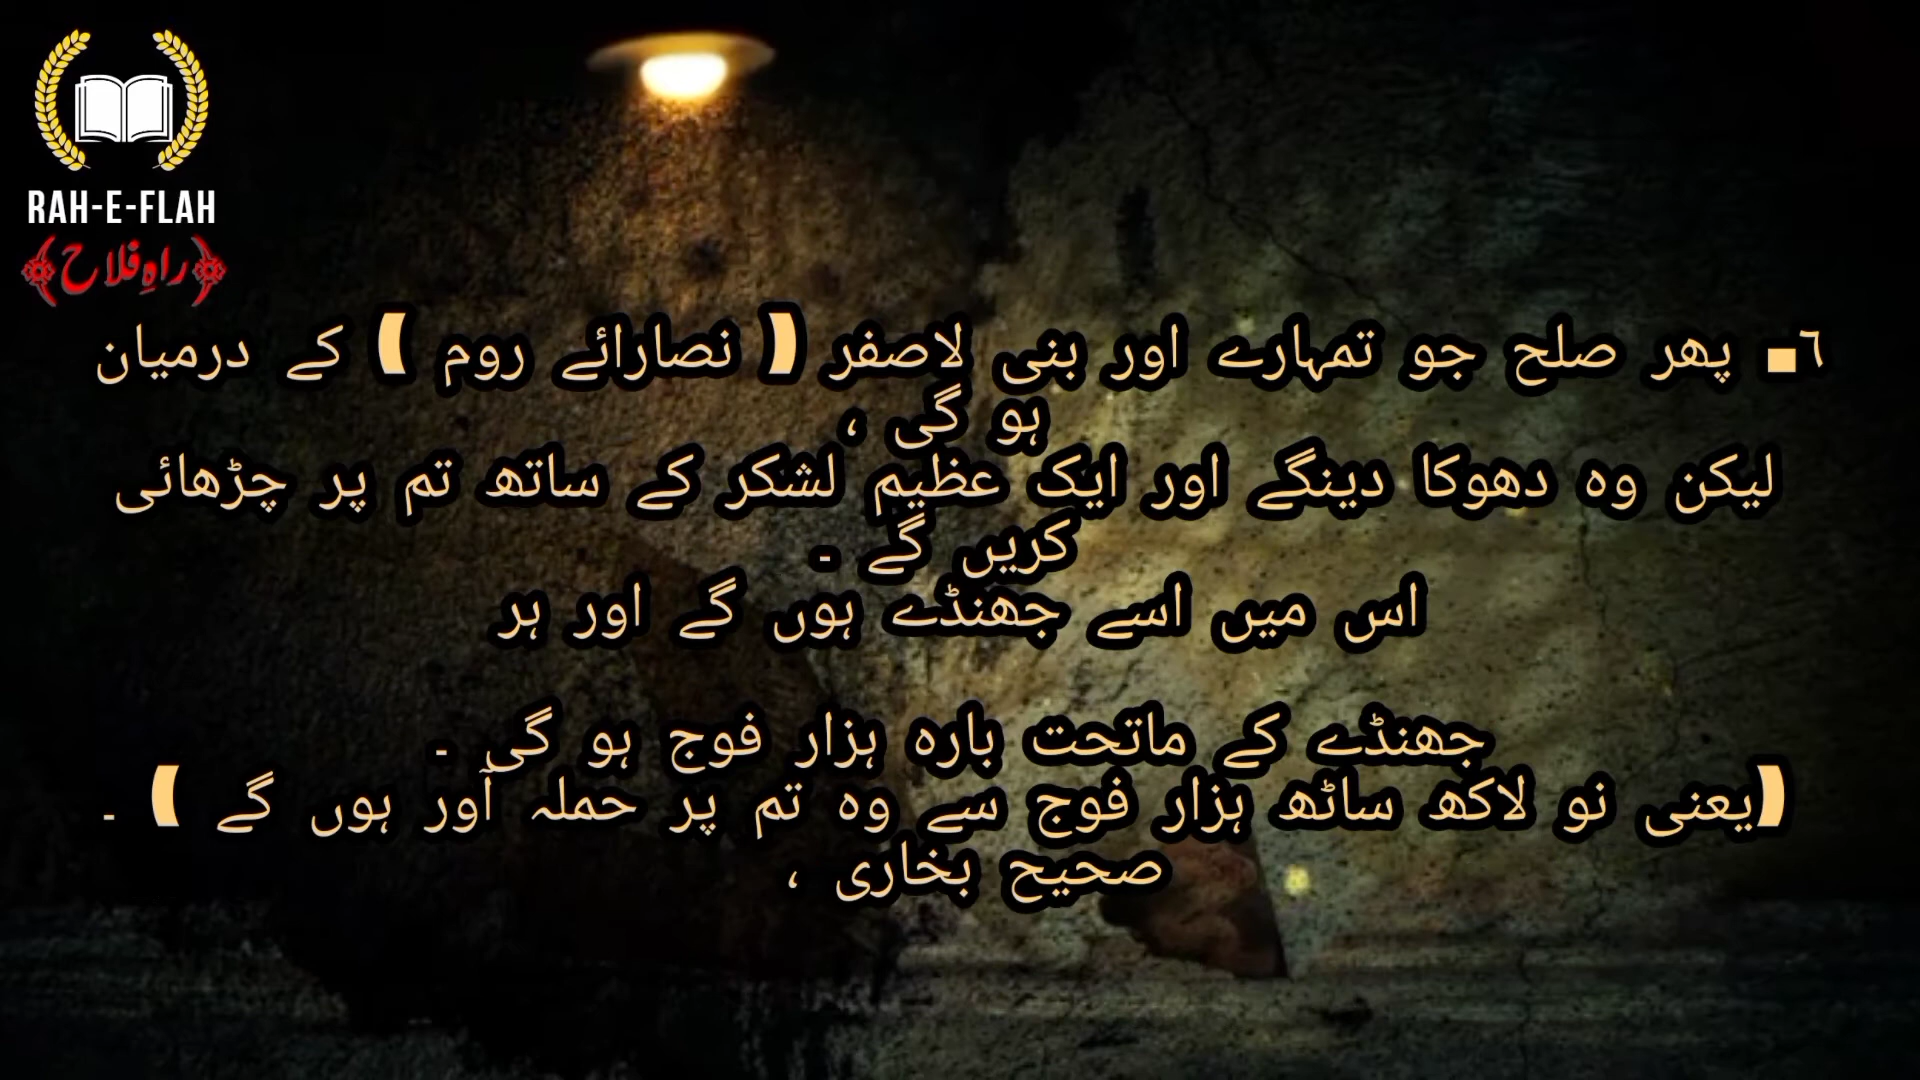 RAH-E-FLAH
راہِ فلاح
٦۔ پھر صلح جو تمہارے اور بنی لاصفر ( نصارائے روم ) کے درمیان
ہو گی ،
لیکن وہ دھوکا دینگے اور ایک عظیم لشکر کے ساتھ تم پر چڑھائی
کریں گے ۔
اس میں اسے جھنڈے ہوں گے اور ہر
جھنڈے کے ماتحت بارہ ہزار فوج ہو گی ۔
(یعنی نو لاکھ ساٹھ ہزار فوج سے وہ تم پر حملہ آور ہوں گے ) ۔
صحیح بخاری ،